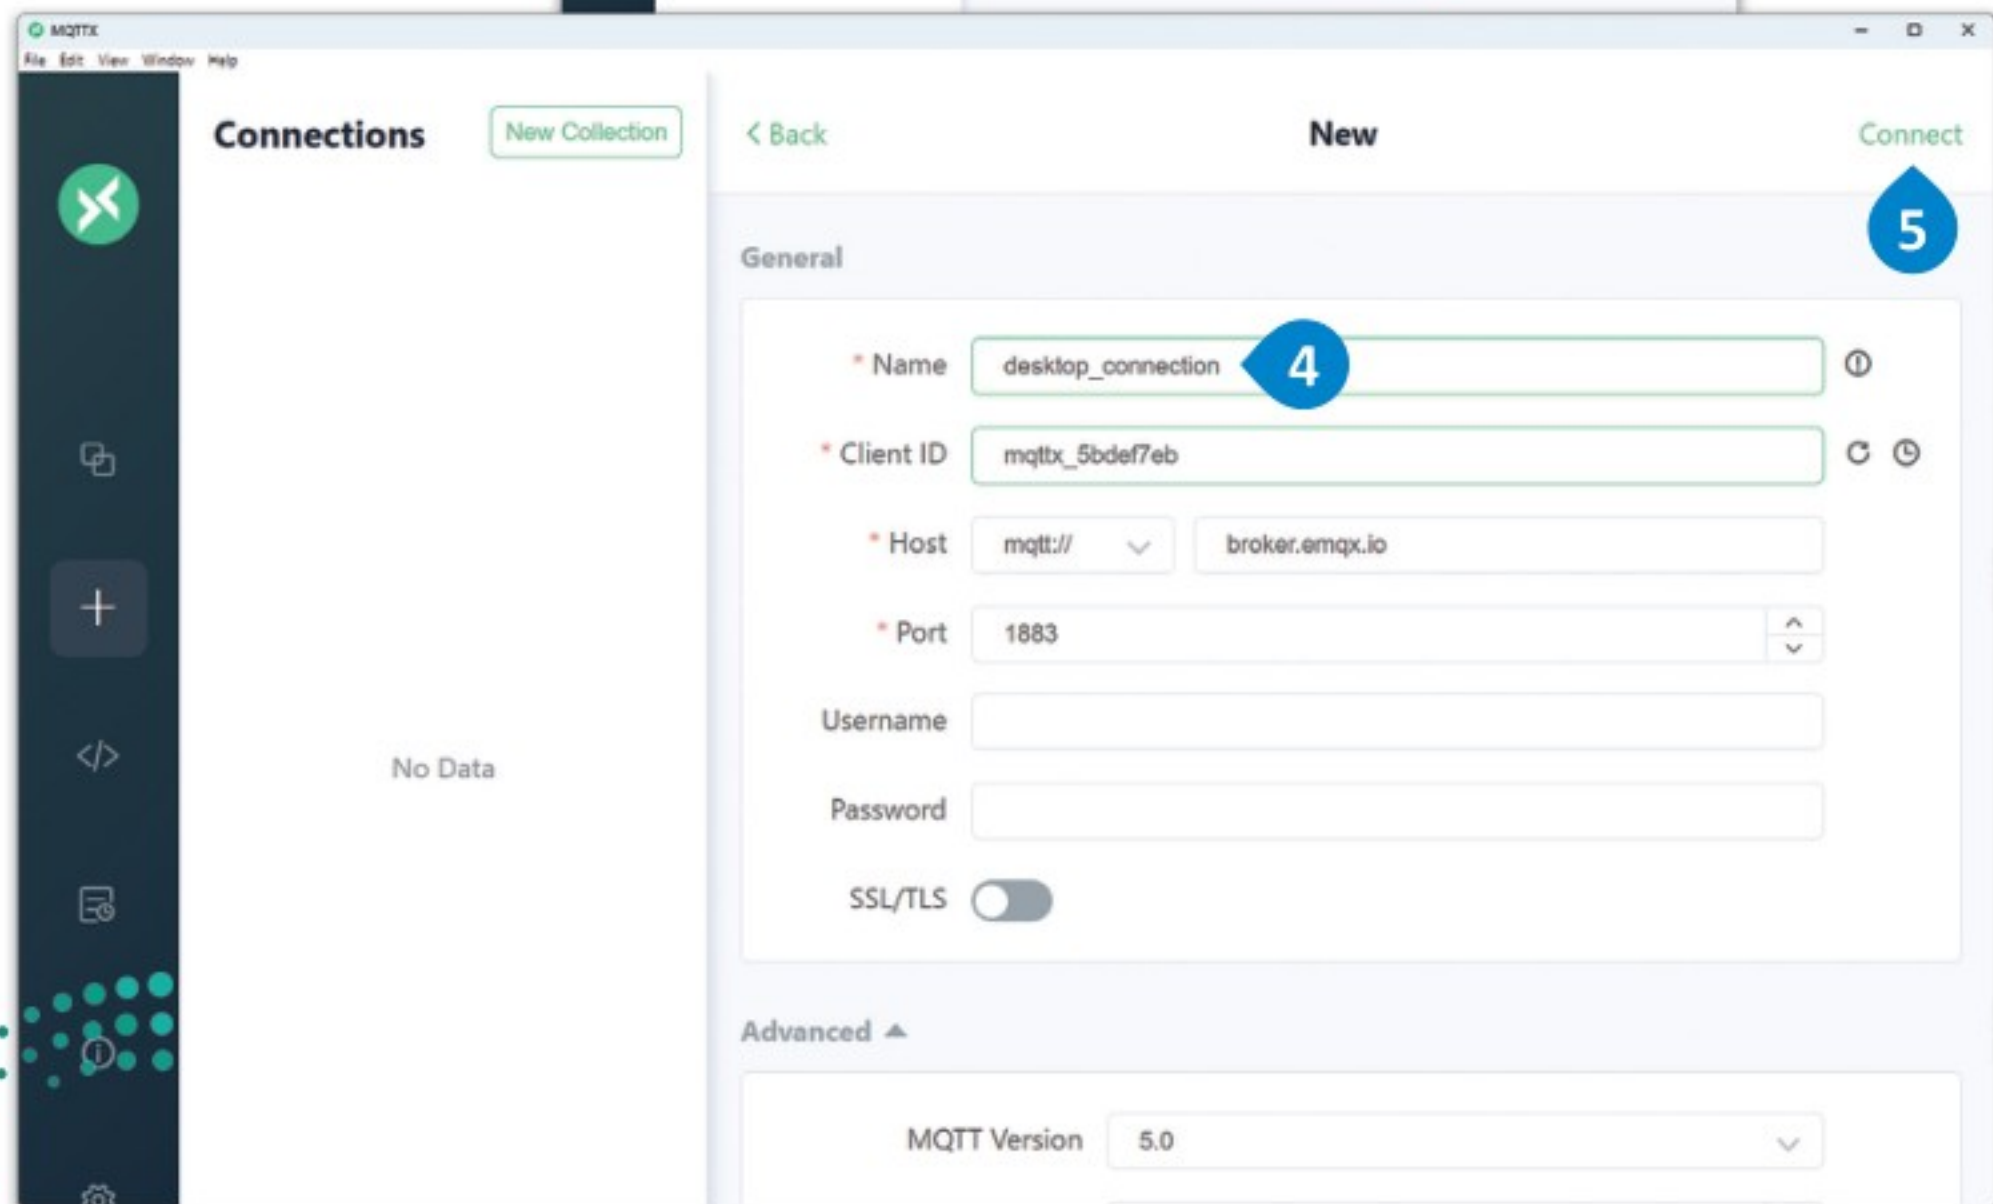 MQTTX
File Edit View Window Help
Connections
New Collection
< Back
New
Connect
5
General
* Name
desktop_connection
4
* Client ID
mqttx_5bdef7eb
* Host
mqtt://
broker.emqx.io
* Port
1883
Username
No Data
Password
SSL/TLS
Advanced
MQTT Version
5.0